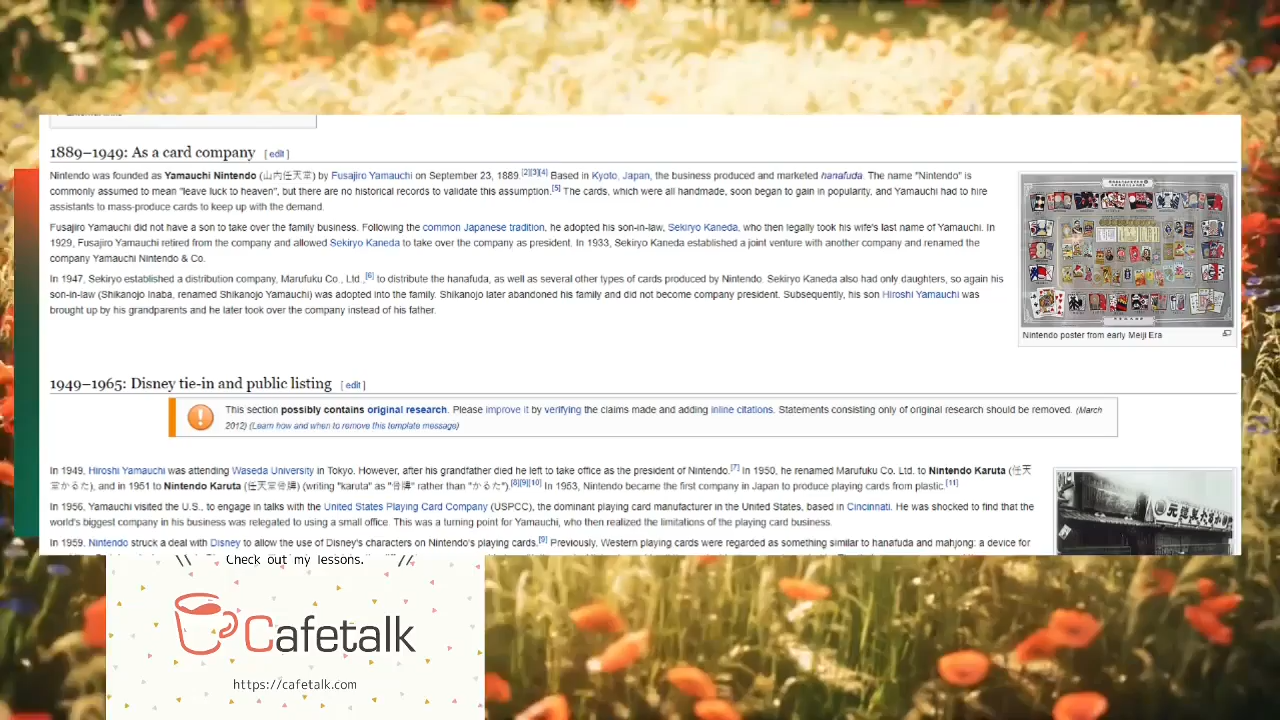 1889–1949: As a card company [ edit ]
Nintendo was founded as Yamauchi Nintendo (山内任天堂) by Fusajiro Yamauchi on September 23, 1889.[2][3][4] Based in Kyoto, Japan, the business produced and marketed hanafuda. The name "Nintendo" is
commonly assumed to mean "leave luck to heaven", but there are no historical records to validate this assumption.[5] The cards, which were all handmade, soon began to gain in popularity, and Yamauchi had to hire
assistants to mass-produce cards to keep up with the demand.
Fusajiro Yamauchi did not have a son to take over the family business. Following the common Japanese tradition, he adopted his son-in-law, Sekiryo Kaneda, who then legally took his wife's last name of Yamauchi. In
1929, Fusajiro Yamauchi retired from the company and allowed Sekiryo Kaneda to take over the company as president. In 1933, Sekiryo Kaneda established a joint venture with another company and renamed the
company Yamauchi Nintendo & Co.
In 1947, Sekiryo established a distribution company, Marufuku Co., Ltd.,[6] to distribute the hanafuda, as well as several other types of cards produced by Nintendo. Sekiryo Kaneda also had only daughters, so again his
son-in-law (Shikanojo Inaba, renamed Shikanojo Yamauchi) was adopted into the family. Shikanojo later abandoned his family and did not become company president. Subsequently, his son Hiroshi Yamauchi was
brought up by his grandparents and he later took over the company instead of his father.
Nintendo poster from early Meiji Era
1949–1965: Disney tie-in and public listing [ edit ]
This section possibly contains original research. Please improve it by verifying the claims made and adding inline citations. Statements consisting only of original research should be removed. (March
2012) (Learn how and when to remove this template message)
In 1949, Hiroshi Yamauchi was attending Waseda University in Tokyo. However, after his grandfather died he left to take office as the president of Nintendo.[7] In 1950, he renamed Marufuku Co. Ltd. to Nintendo Karuta (任天
堂かるた), and in 1951 to Nintendo Karuta (任天堂骨牌) (writing "karuta" as "骨牌" rather than "かるた").[8][9][10] In 1953, Nintendo became the first company in Japan to produce playing cards from plastic.[11]
In 1956, Yamauchi visited the U.S., to engage in talks with the United States Playing Card Company (USPCC), the dominant playing card manufacturer in the United States, based in Cincinnati. He was shocked to find that the
world's biggest company in his business was relegated to using a small office. This was a turning point for Yamauchi, who then realized the limitations of the playing card business.
In 1959, Nintendo struck a deal with Disney to allow the use of Disney's characters on Nintendo's playing cards.[9] Previously, Western playing cards were regarded as something similar to hanafuda and mahjong: a device for
Check out my lessons.
Cafetalk
https://cafetalk.com